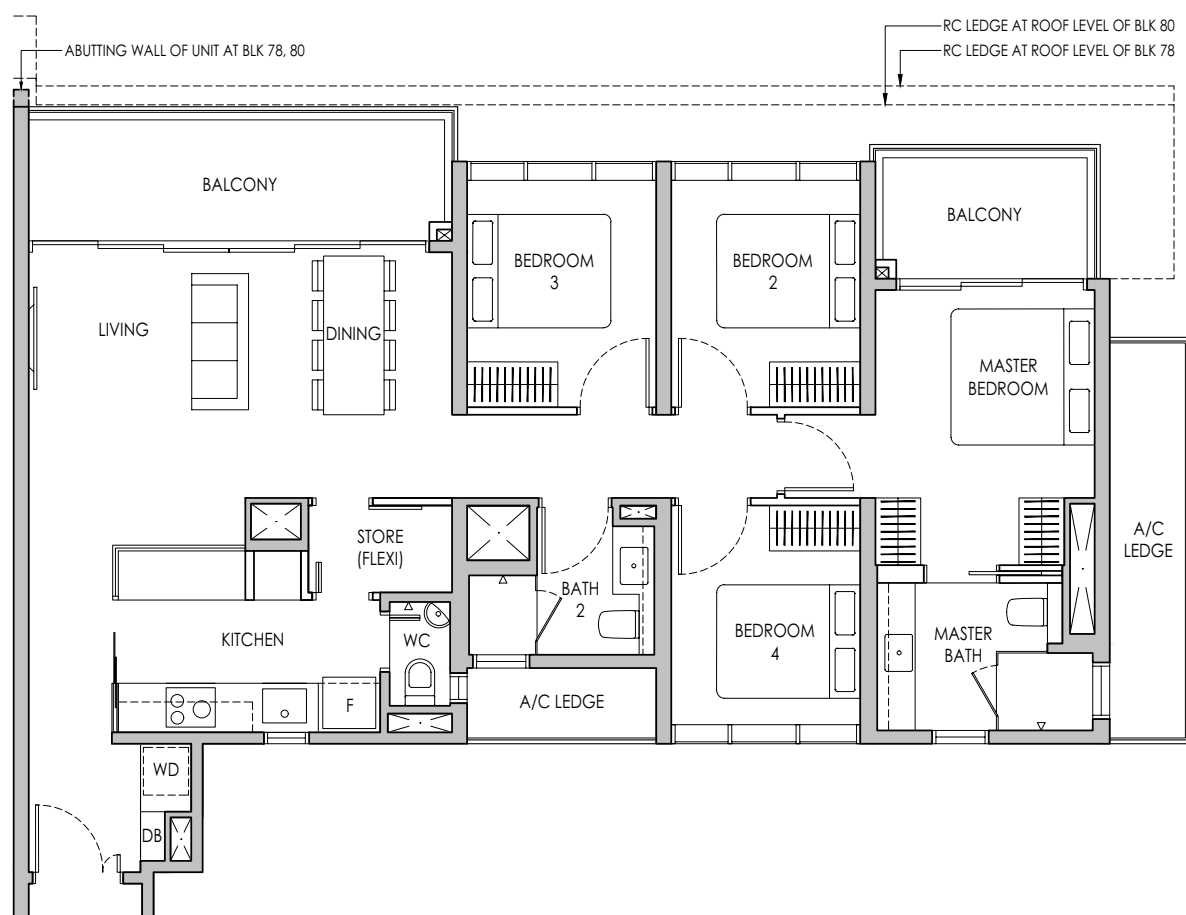 RC LEDGE AT ROOF LEVEL OF BLK 80
ABUTTING WALL OF UNIT AT BLK 78, 80
RC LEDGE AT ROOF LEVEL OF BLK 78
BALCONY
BALCONY
BEDROOM
3
BEDROOM
2
LIVING
DINING
MASTER
BEDROOM
STORE
(FLEXI)
A/C
LEDGE
BATH
2
KITCHEN
WC
BEDROOM
4
MASTER
BATH
F
A/C LEDGE
WD
DB